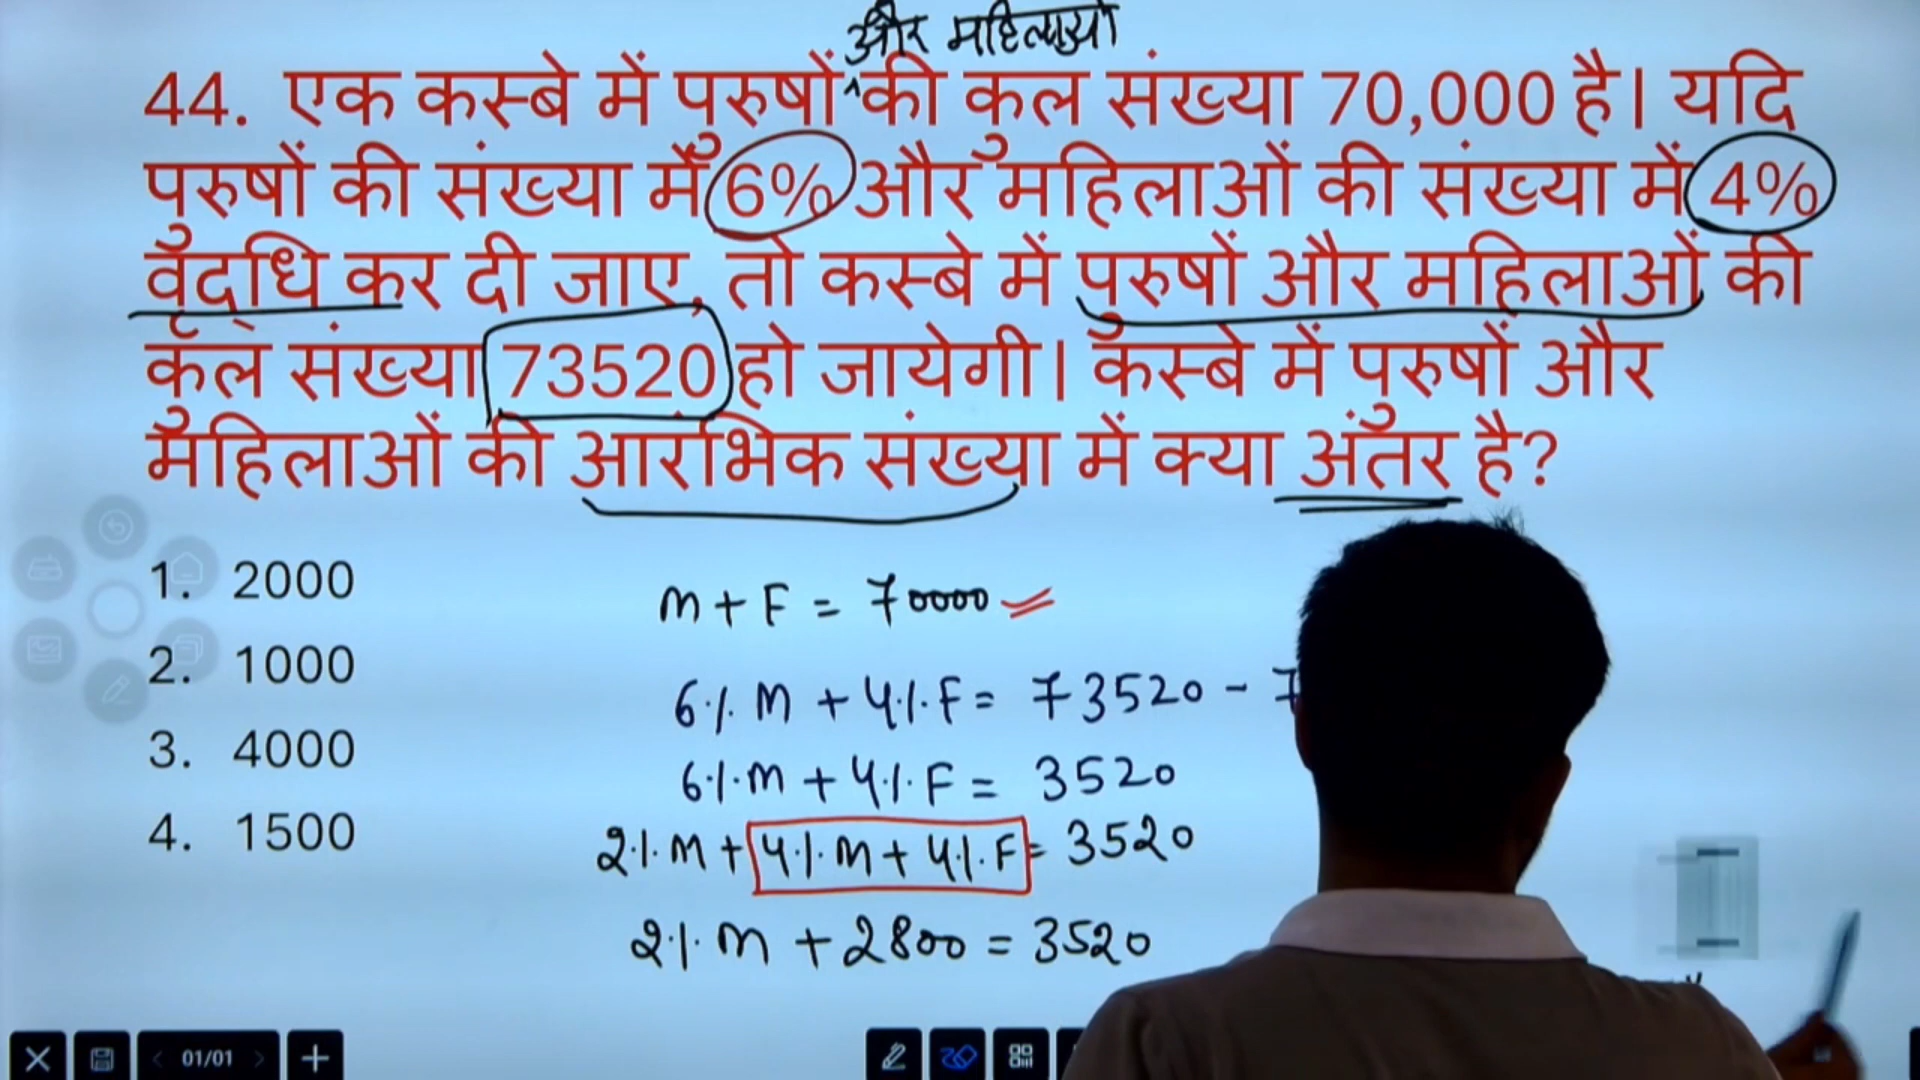 और महिलाओं
44. एक कस्बे में पुरुषों ^ की कुल संख्या 70,000 है। यदि
पुरुषों की संख्या में 6% और महिलाओं की संख्या में 4%
वृद्धि कर दी जाए, तो कस्बे में पुरुषों और महिलाओं की
कुल संख्या 73520 हो जायेगी। कस्बे में पुरुषों और
महिलाओं की आरंभिक संख्या में क्या अंतर है?
1. 2000
2. 1000
3. 4000
4. 1500
m + F = 70000
6% m + 4% F = 73520 - 7
6% m + 4% F = 3520
2% m + 4% m + 4% F = 3520
2% m + 2800 = 3520
01/01